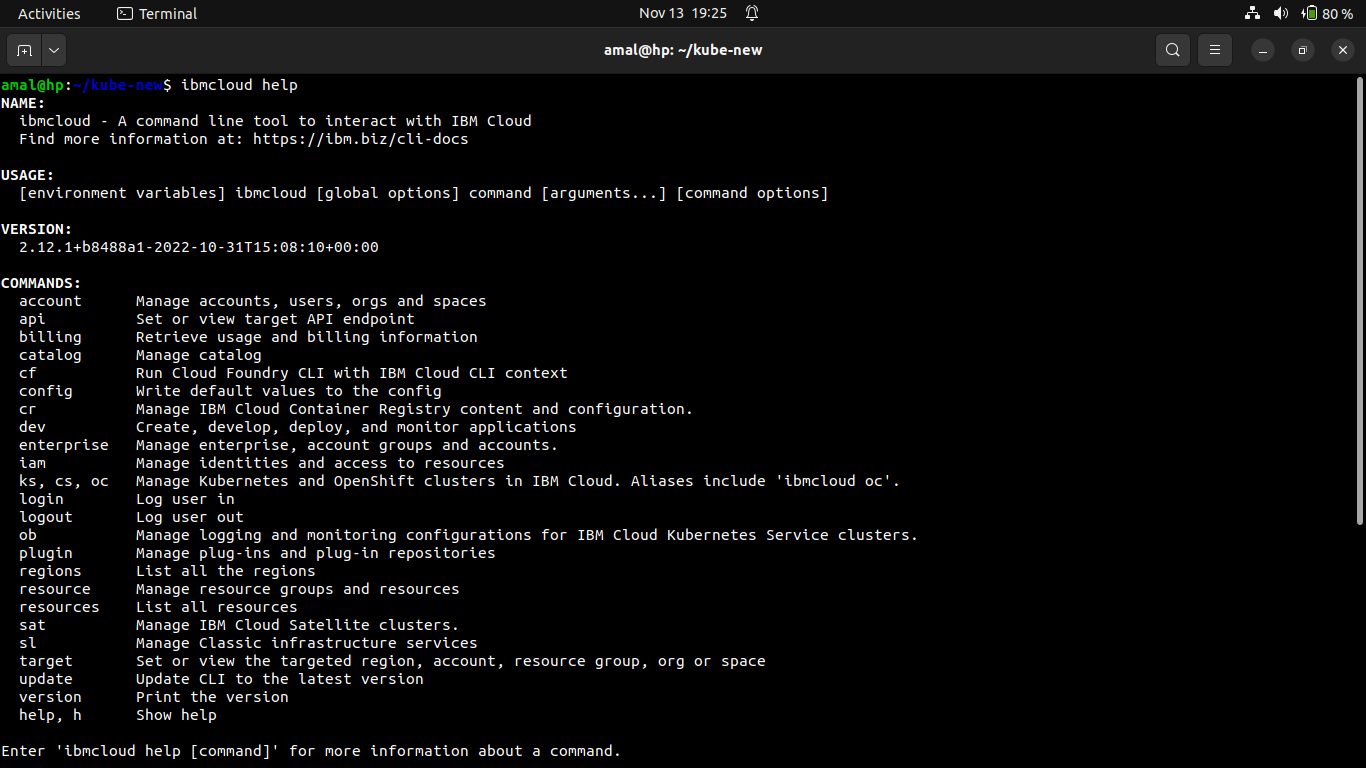 Activities Terminal Nov 13 19:25 80 %
amal@hp: ~/kube-new
amal@hp:~/kube-new$ ibmcloud help
NAME:
  ibmcloud - A command line tool to interact with IBM Cloud
  Find more information at: https://ibm.biz/cli-docs

USAGE:
  [environment variables] ibmcloud [global options] command [arguments...] [command options]

VERSION:
  2.12.1+b8488a1-2022-10-31T15:08:10+00:00

COMMANDS:
  account      Manage accounts, users, orgs and spaces
  api          Set or view target API endpoint
  billing      Retrieve usage and billing information
  catalog      Manage catalog
  cf           Run Cloud Foundry CLI with IBM Cloud CLI context
  config       Write default values to the config
  cr           Manage IBM Cloud Container Registry content and configuration.
  dev          Create, develop, deploy, and monitor applications
  enterprise   Manage enterprise, account groups and accounts.
  iam          Manage identities and access to resources
  ks, cs, oc   Manage Kubernetes and OpenShift clusters in IBM Cloud. Aliases include 'ibmcloud oc'.
  login        Log user in
  logout       Log user out
  ob           Manage logging and monitoring configurations for IBM Cloud Kubernetes Service clusters.
  plugin       Manage plug-ins and plug-in repositories
  regions      List all the regions
  resource     Manage resource groups and resources
  resources    List all resources
  sat          Manage IBM Cloud Satellite clusters.
  sl           Manage Classic infrastructure services
  target       Set or view the targeted region, account, resource group, org or space
  update       Update CLI to the latest version
  version      Print the version
  help, h      Show help

Enter 'ibmcloud help [command]' for more information about a command.